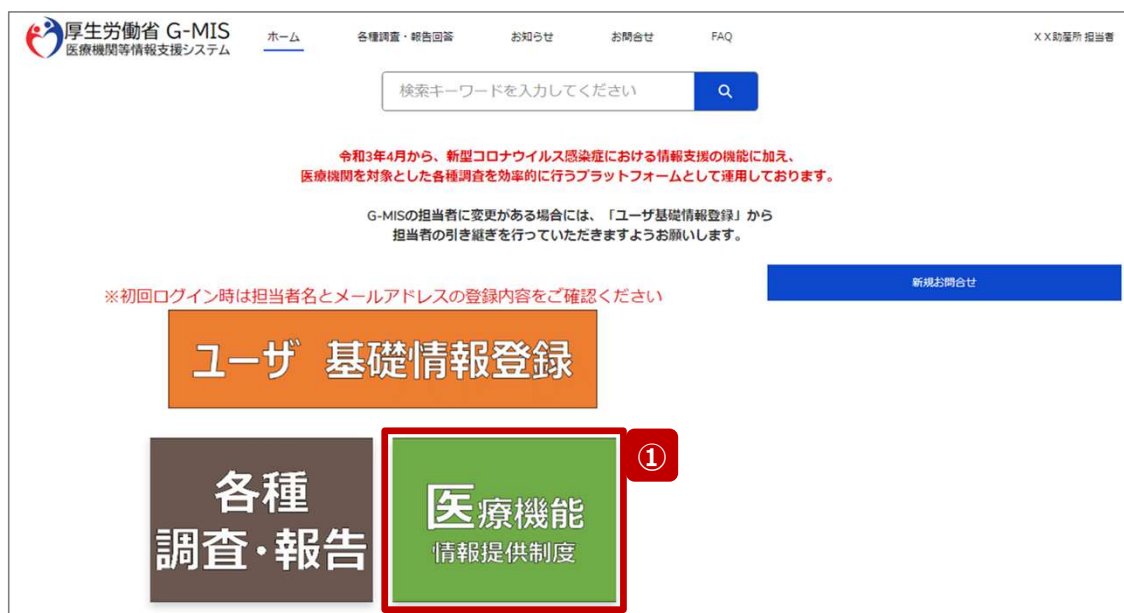 厚生労働省 G-MIS
医療機関等情報支援システム
ホーム
各種調査・報告回答
お知らせ
お問合せ
FAQ
XX助産所 担当者
検索キーワードを入力してください
令和3年4月から、新型コロナウイルス感染症における情報支援の機能に加え、
医療機関を対象とした各種調査を効率的に行うプラットフォームとして運用しております。
G-MISの担当者に変更がある場合には、「ユーザ基礎情報登録」から
担当者の引き継ぎを行っていただきますようお願いします。
新規お問合せ
※初回ログイン時は担当者名とメールアドレスの登録内容をご確認ください
ユーザ 基礎情報登録
①
各種
調査・報告
医療機能
情報提供制度